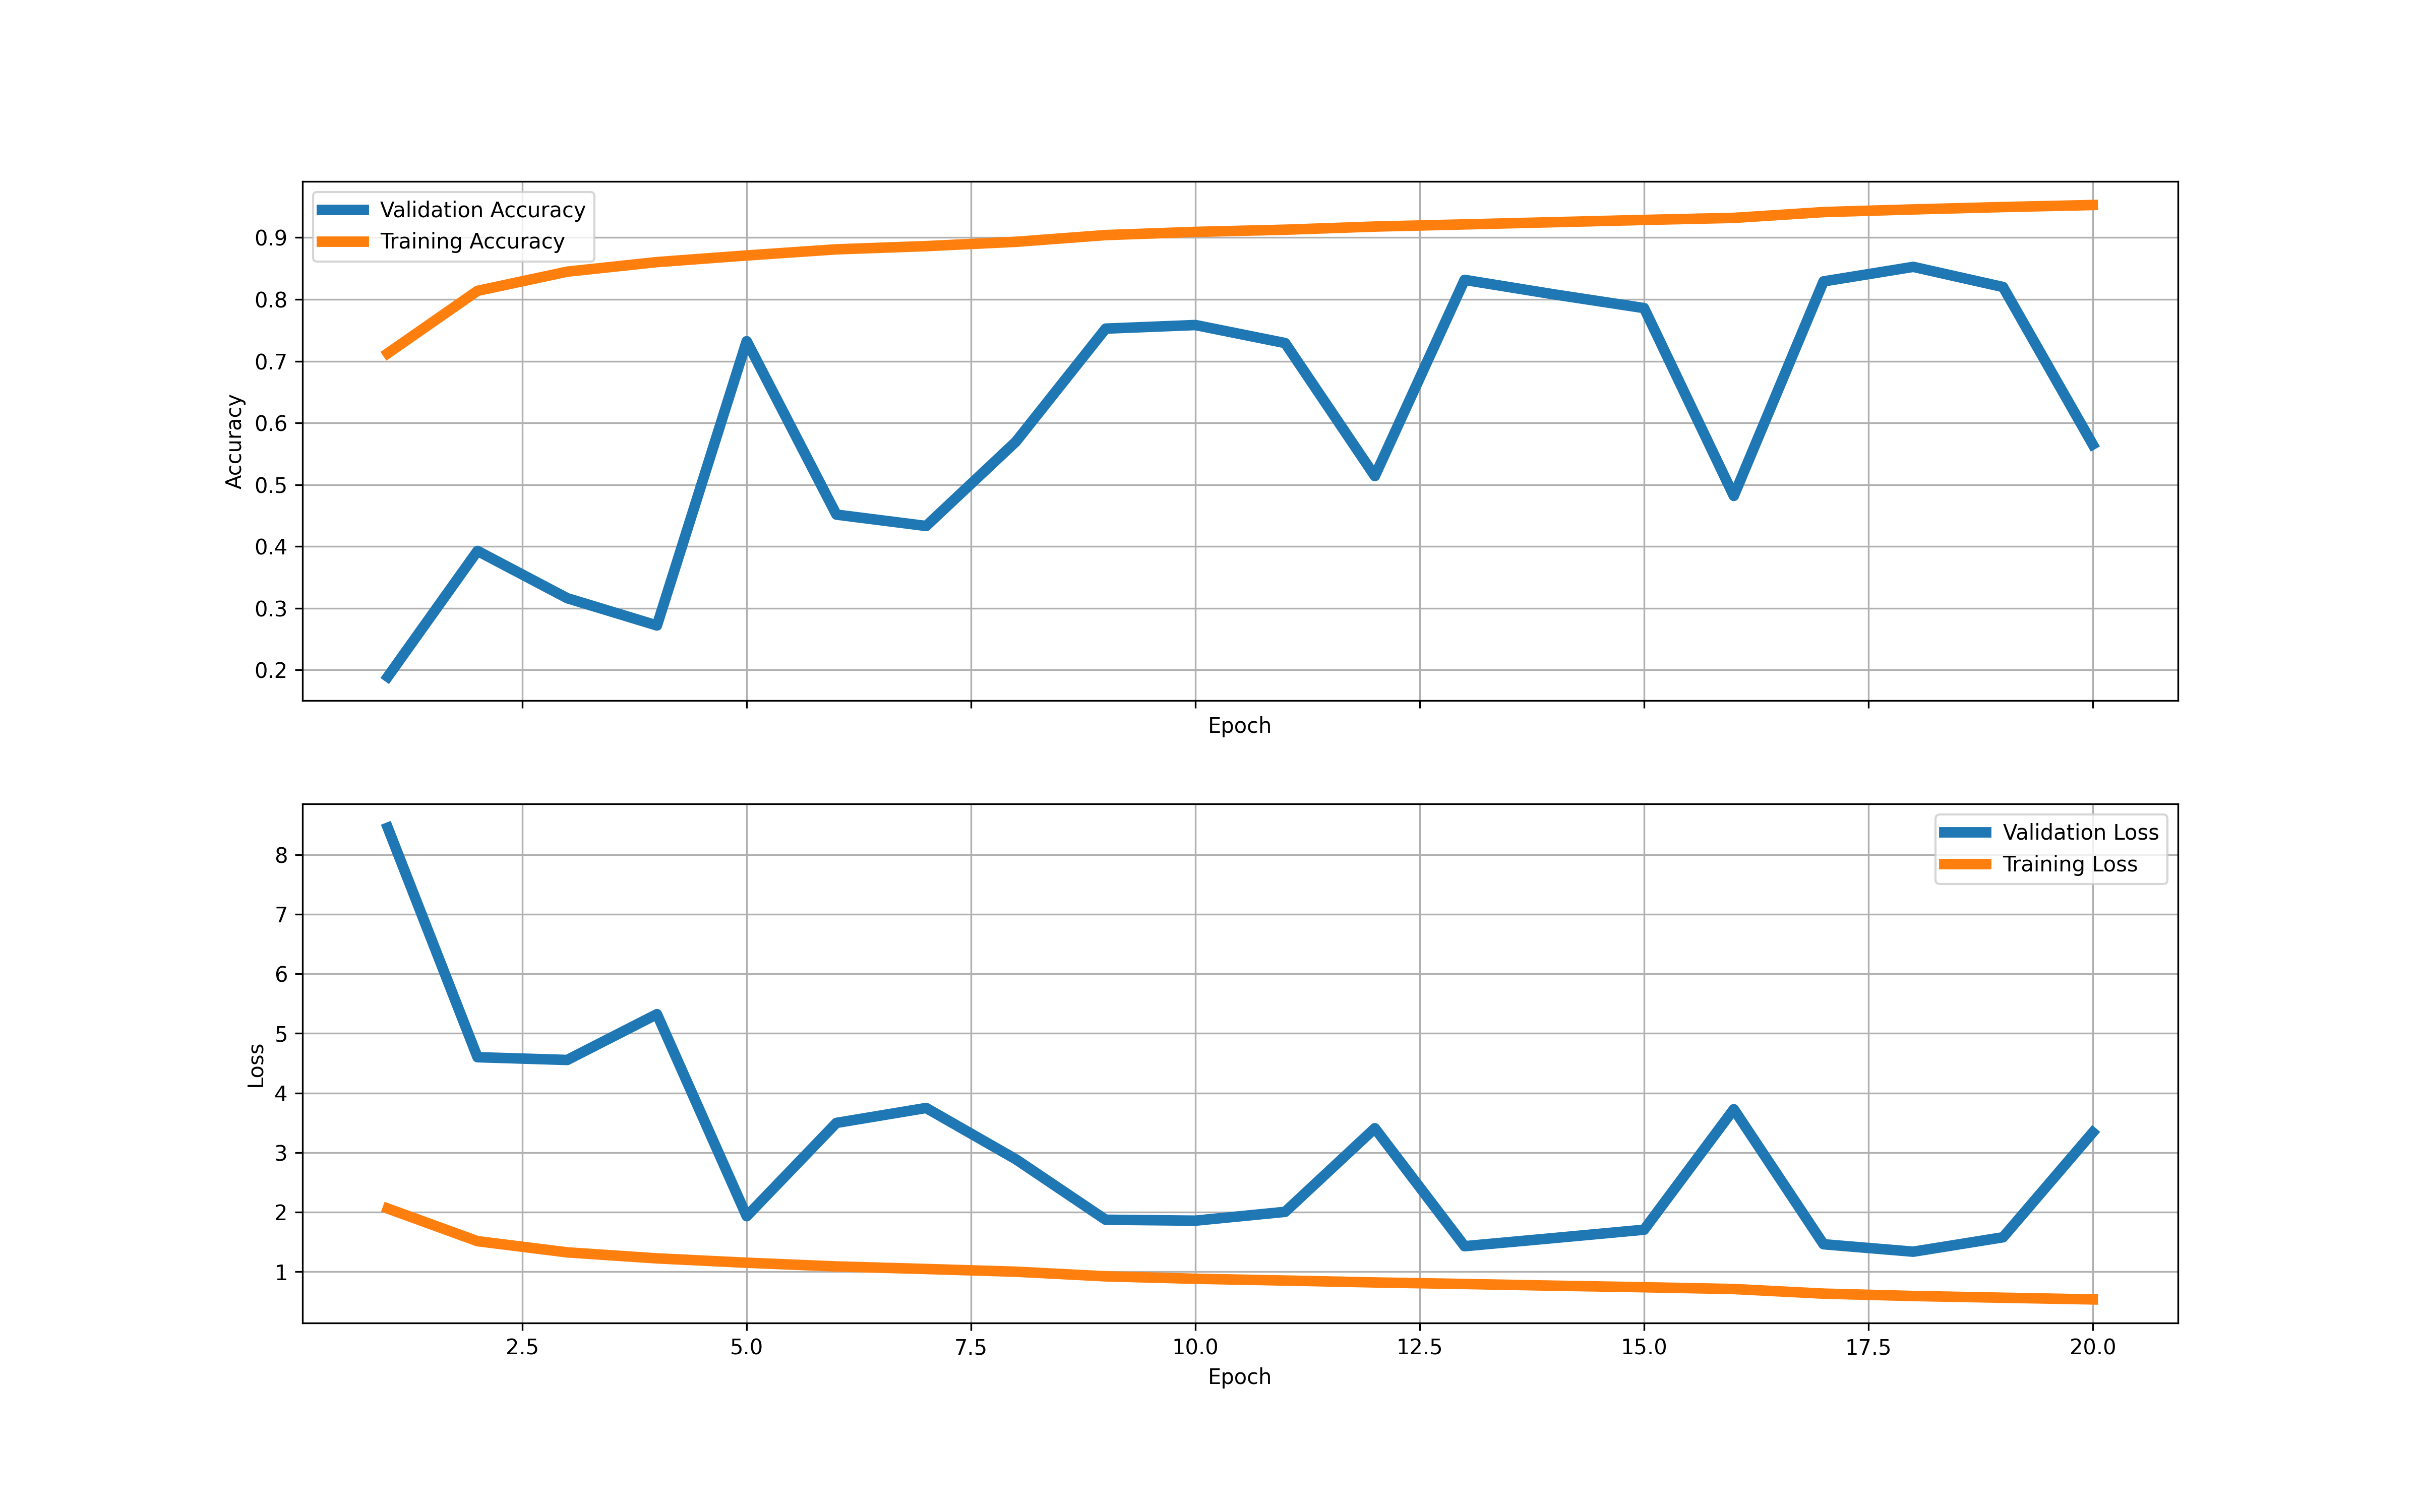 Validation Accuracy
Training Accuracy
0.9
0.8
0.7
0.6
0.5
0.4
0.3
0.2
Accuracy
Epoch
Validation Loss
Training Loss
8
7
6
5
4
3
2
1
Loss
2.5 5.0 7.5 10.0 12.5 15.0 17.5 20.0
Epoch